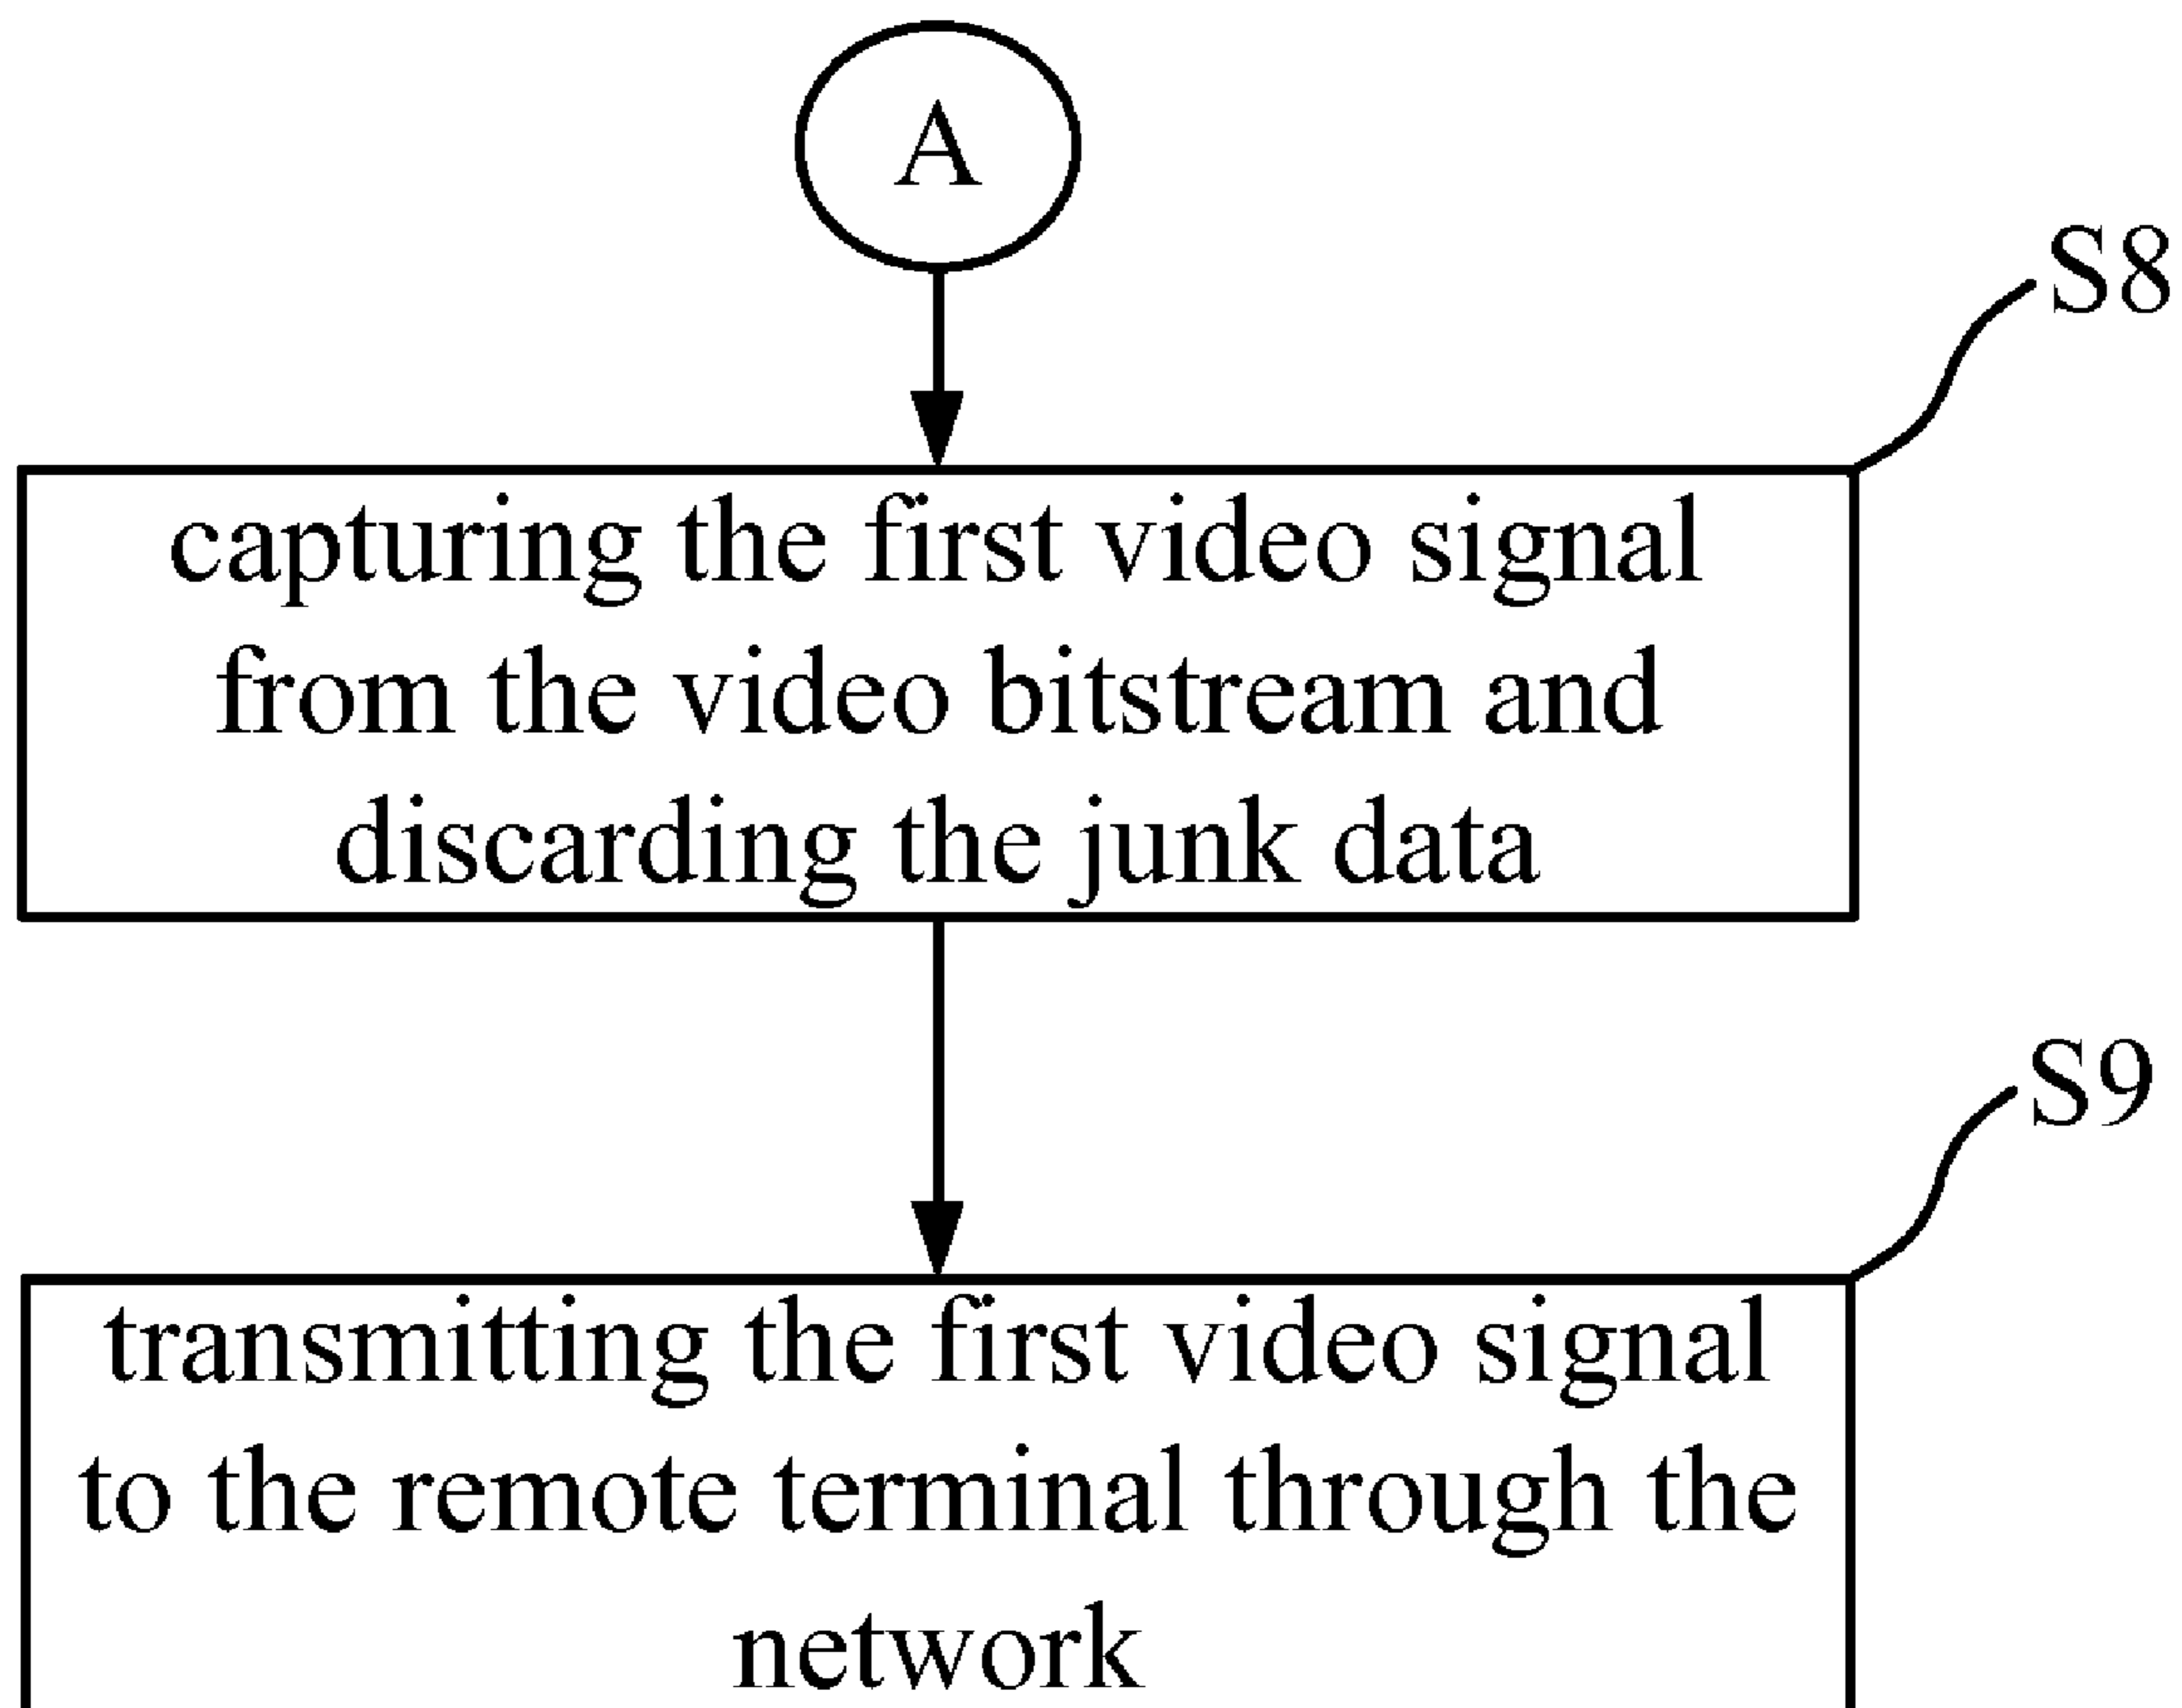 A
S8
capturing the first video signal
from the video bitstream and
discarding the junk data
S9
transmitting the first video signal
to the remote terminal through the
network